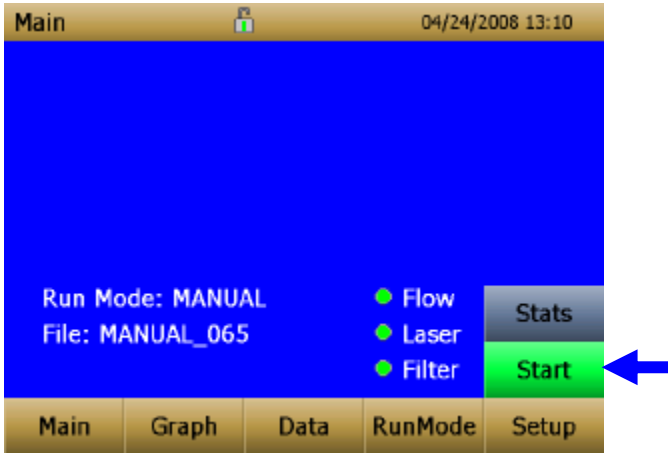 Main 04/24/2008 13:10
Run Mode: MANUAL
File: MANUAL_065
Flow
Laser
Filter
Stats
Start
Main Graph Data RunMode Setup